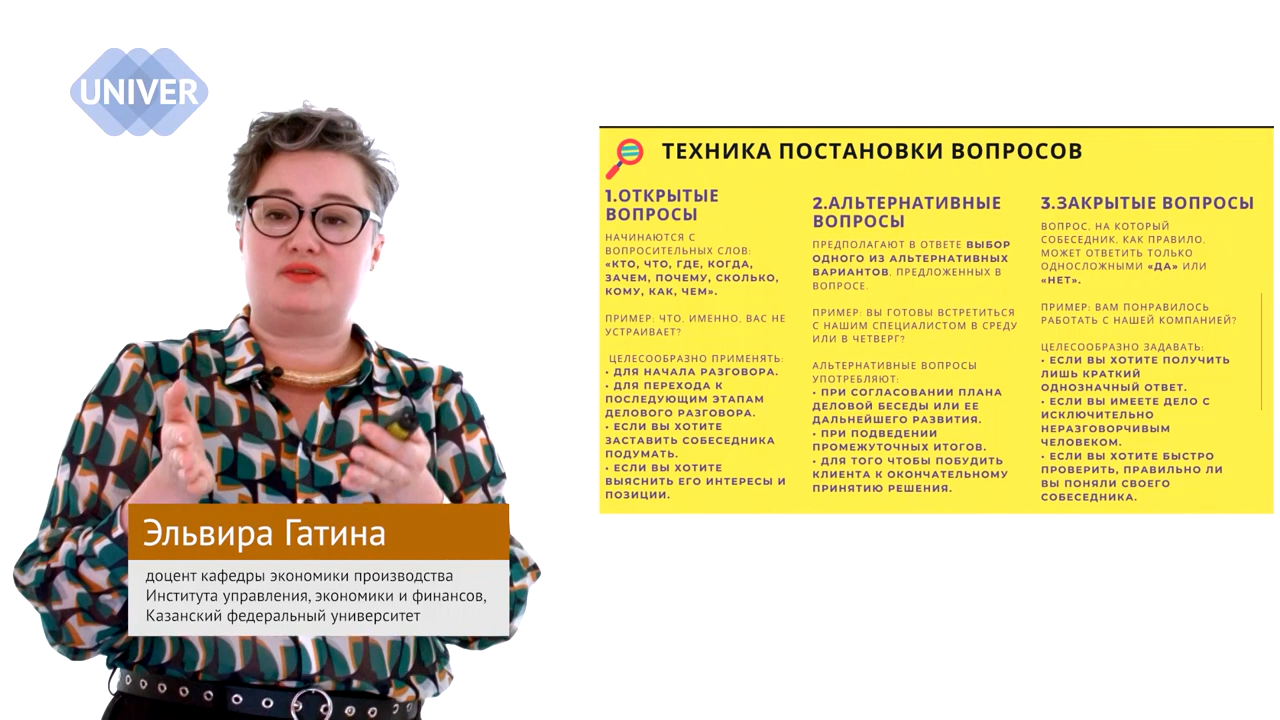 UNIVER
Эльвира Гатина
доцент кафедры экономики производства
Института управления, экономики и финансов,
Казанский федеральный университет
ТЕХНИКА ПОСТАНОВКИ ВОПРОСОВ
1.ОТКРЫТЫЕ
ВОПРОСЫ
НАЧИНАЮТСЯ С
ВОПРОСИТЕЛЬНЫХ СЛОВ:
«КТО, ЧТО, ГДЕ, КОГДА,
ЗАЧЕМ, ПОЧЕМУ, СКОЛЬКО,
КОМУ, КАК, ЧЕМ».
ПРИМЕР: ЧТО, ИМЕННО, ВАС НЕ
УСТРАИВАЕТ?
ЦЕЛЕСООБРАЗНО ПРИМЕНЯТЬ:
• ДЛЯ НАЧАЛА РАЗГОВОРА.
• ДЛЯ ПЕРЕХОДА К
ПОСЛЕДУЮЩИМ ЭТАПАМ
ДЕЛОВОГО РАЗГОВОРА.
• ЕСЛИ ВЫ ХОТИТЕ
ЗАСТАВИТЬ СОБЕСЕДНИКА
ПОДУМАТЬ.
• ЕСЛИ ВЫ ХОТИТЕ
ВЫЯСНИТЬ ЕГО ИНТЕРЕСЫ И
ПОЗИЦИИ.
2.АЛЬТЕРНАТИВНЫЕ
ВОПРОСЫ
ПРЕДПОЛАГАЮТ В ОТВЕТЕ ВЫБОР
ОДНОГО ИЗ АЛЬТЕРНАТИВНЫХ
ВАРИАНТОВ, ПРЕДЛОЖЕННЫХ В
ВОПРОСЕ.
ПРИМЕР: ВЫ ГОТОВЫ ВСТРЕТИТЬСЯ
С НАШИМ СПЕЦИАЛИСТОМ В СРЕДУ
ИЛИ В ЧЕТВЕРГ?
АЛЬТЕРНАТИВНЫЕ ВОПРОСЫ
УПОТРЕБЛЯЮТ:
• ПРИ СОГЛАСОВАНИИ ПЛАНА
ДЕЛОВОЙ БЕСЕДЫ ИЛИ ЕЕ
ДАЛЬНЕЙШЕГО РАЗВИТИЯ.
• ПРИ ПОДВЕДЕНИИ
ПРОМЕЖУТОЧНЫХ ИТОГОВ.
• ДЛЯ ТОГО ЧТОБЫ ПОБУДИТЬ
КЛИЕНТА К ОКОНЧАТЕЛЬНОМУ
ПРИНЯТИЮ РЕШЕНИЯ.
3.ЗАКРЫТЫЕ ВОПРОСЫ
ВОПРОС, НА КОТОРЫЙ
СОБЕСЕДНИК, КАК ПРАВИЛО,
МОЖЕТ ОТВЕТИТЬ ТОЛЬКО
ОДНОСЛОЖНЫМИ «ДА» ИЛИ
«НЕТ».
ПРИМЕР: ВАМ ПОНРАВИЛОСЬ
РАБОТАТЬ С НАШЕЙ КОМПАНИЕЙ?
ЦЕЛЕСООБРАЗНО ЗАДАВАТЬ:
• ЕСЛИ ВЫ ХОТИТЕ ПОЛУЧИТЬ
ЛИШЬ КРАТКИЙ
ОДНОЗНАЧНЫЙ ОТВЕТ.
• ЕСЛИ ВЫ ИМЕЕТЕ ДЕЛО С
ИСКЛЮЧИТЕЛЬНО
НЕРАЗГОВОРЧИВЫМ
ЧЕЛОВЕКОМ.
• ЕСЛИ ВЫ ХОТИТЕ БЫСТРО
ПРОВЕРИТЬ, ПРАВИЛЬНО ЛИ
ВЫ ПОНЯЛИ СВОЕГО
СОБЕСЕДНИКА.